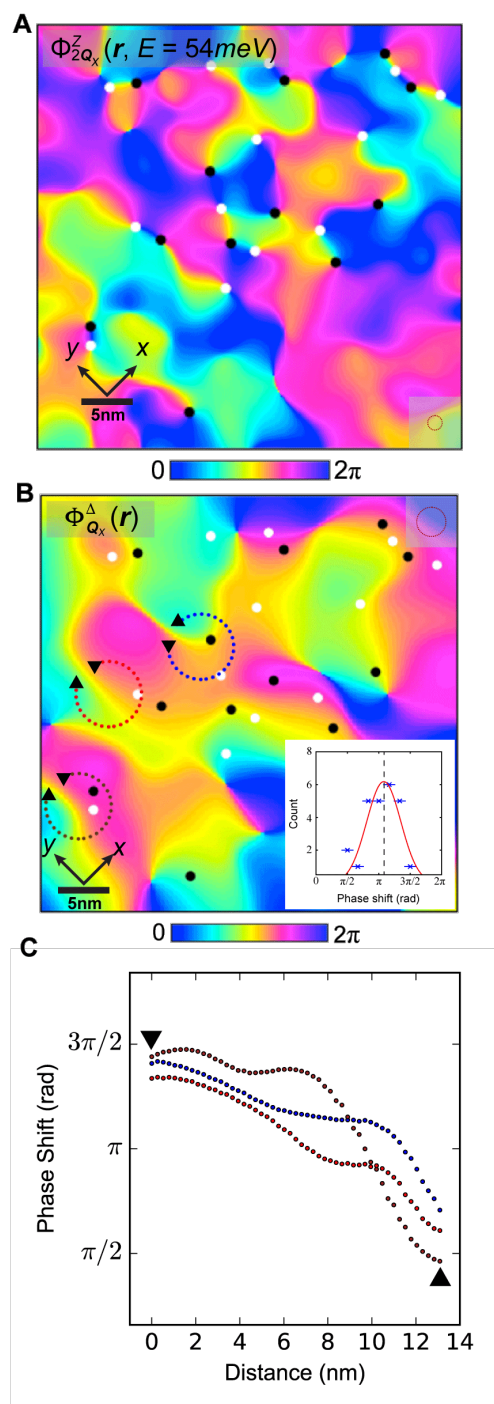 A
Φ^Z_{2Q_x}(r, E = 54meV)
y x
5nm
0 2π
B
Φ^Δ_{Q_x}(r)
8
6
4
2
Count
0 π/2 π 3π/2 2π
Phase shift (rad)
y x
5nm
0 2π
C
3π/2
π
π/2
Phase Shift (rad)
0 2 4 6 8 10 12 14
Distance (nm)